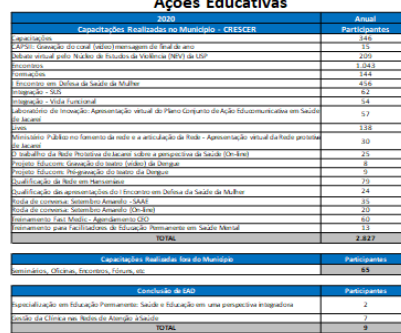 Ações Educativas
2020 Anual
Capacitações Realizadas no Município - CRESCER Participantes
Capacitações 346
CAPSII: Gravação do coral (vídeo) mensagem de final de ano 15
Debate virtual pelo Núcleo de Estudos da Violência (NEV) da USP 209
Encontros 1.043
Formações 144
I Encontro em Defesa da Saúde da Mulher 456
Integração - SUS 62
Integração - Vida Funcional 54
Laboratório de Inovação: Apresentação virtual do Plano Conjunto de Ação Educomunicativa em Saúde
de Jacareí 57
Lives 138
Ministério Público no fomento da rede e a articulação da Rede - Apresentação virtual da Rede protetiva
de Jacareí 30
O trabalho da Rede Protetiva de Jacareí sobre a perspectiva da Saúde (On-line) 25
Projeto Educom: Gravação do teatro (vídeo) da Dengue 8
Projeto Educom: Pré-gravação do teatro da Dengue 9
Qualificação da Rede em Hanseníase 79
Qualificação das apresentações do I Encontro em Defesa da Saúde da Mulher 24
Roda de conversa: Setembro Amarelo - SAAE 35
Roda de conversa: Setembro Amarelo (On-line) 20
Treinamento Fast Medic - Agendamento CEO 60
Treinamento para Facilitadores de Educação Permanente em Saúde Mental 13
TOTAL 2.827
Capacitações Realizadas fora do Município Participantes
Seminários, Oficinas, Encontros, Fóruns, etc 65
Conclusão de EAD Participantes
Especialização em Educação Permanente: Saúde e Educação em uma perspectiva integradora 2
Gestão da Clínica nas Redes de Atenção à Saúde 7
TOTAL 9